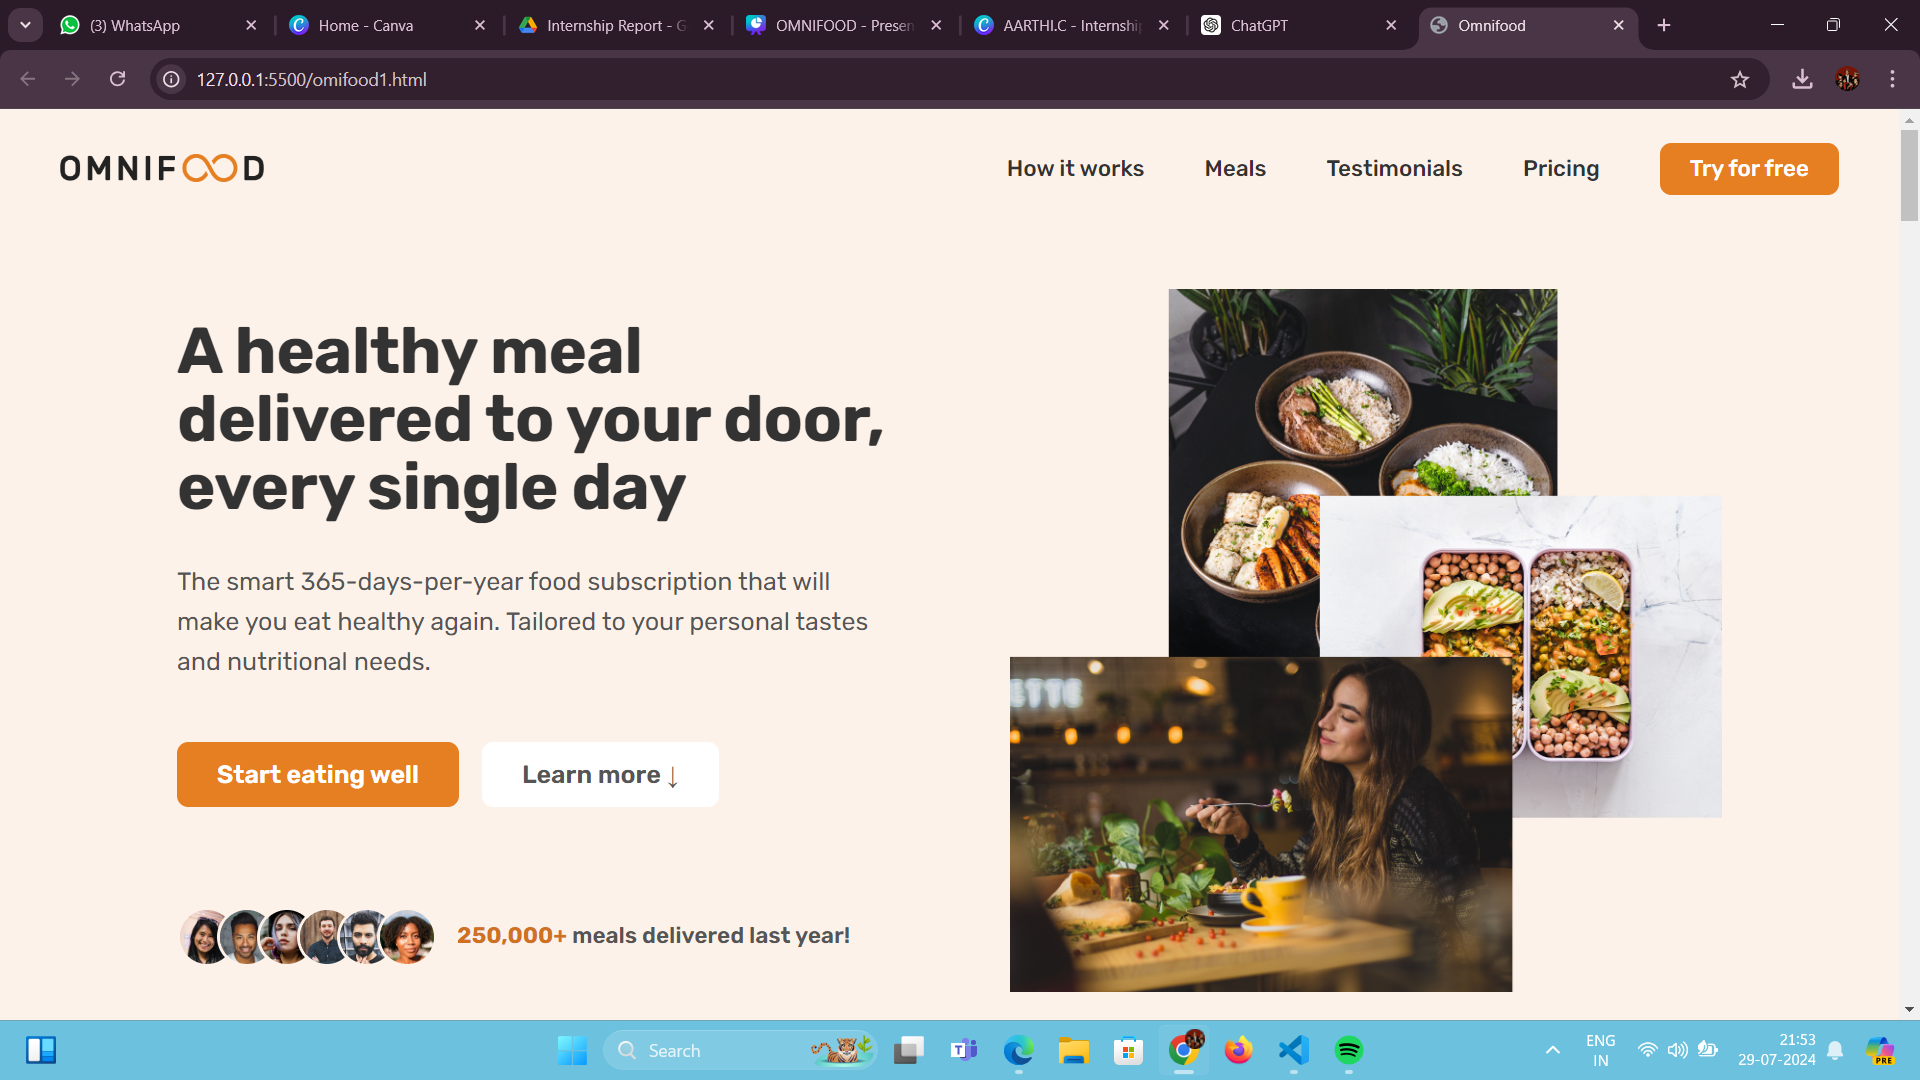 (3) WhatsApp
Home - Canva
Internship Report - G
OMNIFOOD - Presen
AARTHI.C - Internshi
ChatGPT
Omnifood
127.0.0.1:5500/omifood1.html
OMNIFOOD
How it works
Meals
Testimonials
Pricing
Try for free
A healthy meal
delivered to your door,
every single day
The smart 365-days-per-year food subscription that will
make you eat healthy again. Tailored to your personal tastes
and nutritional needs.
Start eating well
Learn more ↓
ETTE
250,000+ meals delivered last year!
Search
ENG
IN
21:53
29-07-2024
PRE